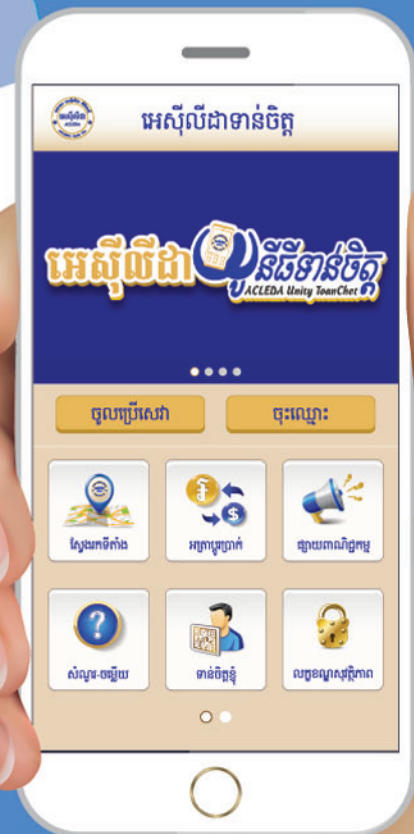 អេស៊ីលីដាទាន់ចិត្ត
អេស៊ីលីដា យូនីធីទាន់ចិត្ត
ACLEDA Unity ToanChet
ចូលប្រើសេវា ចុះឈ្មោះ
ស្វែងរកទីតាំង អត្រាប្តូរប្រាក់ ផ្សាយពាណិជ្ជកម្ម
សំណួរ-ចម្លើយ ទាន់ចិត្តខ្ញុំ លក្ខខណ្ឌសុវត្ថិភាព